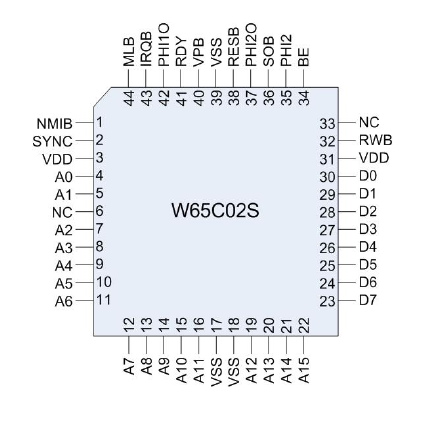 MLB IRQB PHI1O RDY VPB VSS RESB PHI2O SOB PHI2 BE
44 43 42 41 40 39 38 37 36 35 34
NMIB 1 33 NC
SYNC 2 32 RWB
VDD 3 31 VDD
A0 4 30 D0
A1 5 29 D1
NC 6 28 D2
W65C02S
A2 7 27 D3
A3 8 26 D4
A4 9 25 D5
A5 10 24 D6
A6 11 23 D7
12 13 14 15 16 17 18 19 20 21 22
A7 A8 A9 A10 A11 VSS VSS A12 A13 A14 A15